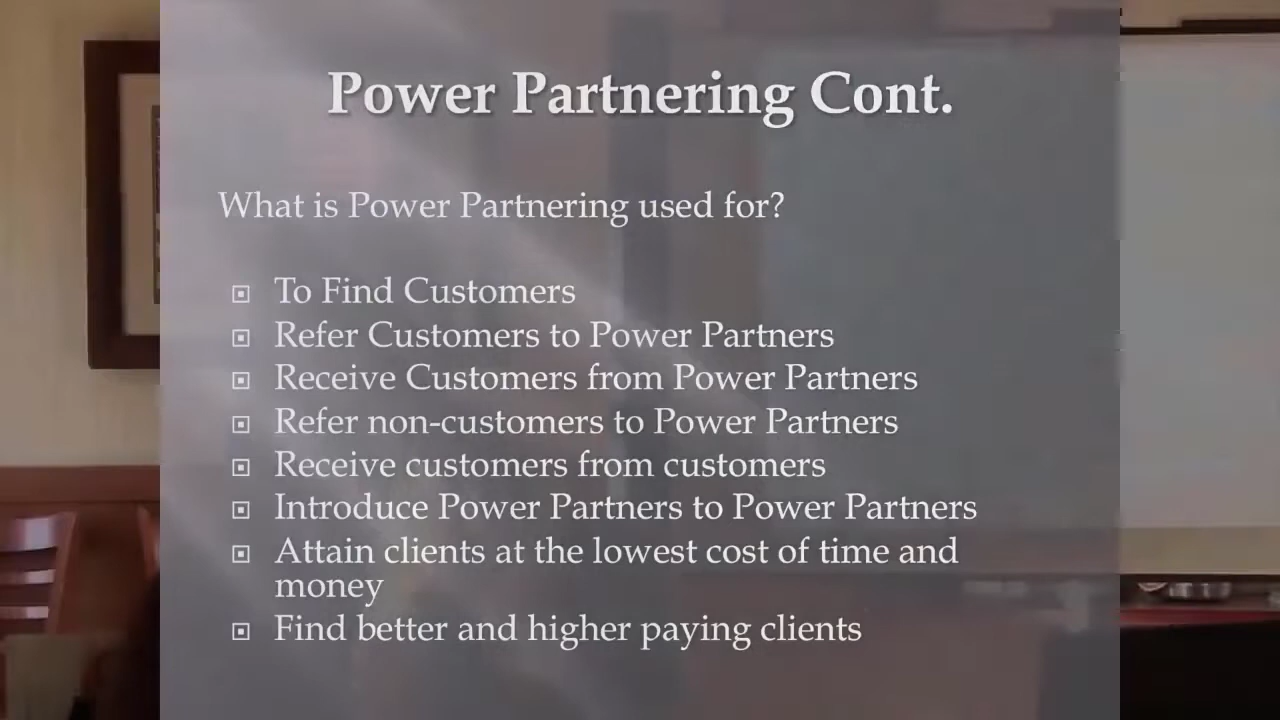 Power Partnering Cont.
What is Power Partnering used for?
To Find Customers
Refer Customers to Power Partners
Receive Customers from Power Partners
Refer non-customers to Power Partners
Receive customers from customers
Introduce Power Partners to Power Partners
Attain clients at the lowest cost of time and
money
Find better and higher paying clients